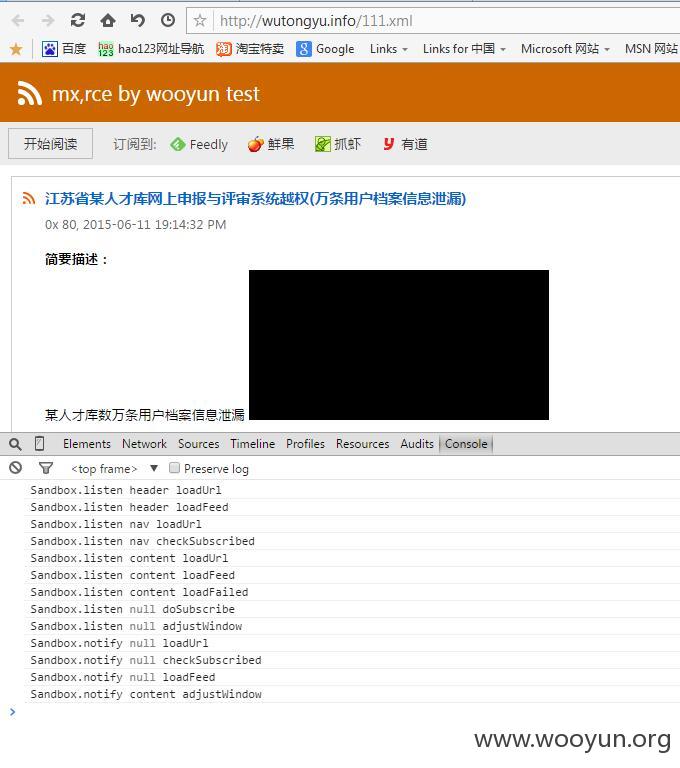 http://wutongyu.info/111.xml
百度 hao123网址导航 淘宝特卖 Google Links Links for 中国 Microsoft 网站 MSN 网站
mx,rce by wooyun test
开始阅读 订阅到: Feedly 鲜果 抓虾 有道
江苏省某人才库网上申报与评审系统越权(万条用户档案信息泄漏)
0x 80, 2015-06-11 19:14:32 PM
简要描述：
某人才库数万条用户档案信息泄漏
Elements Network Sources Timeline Profiles Resources Audits Console
<top frame> ▼ Preserve log
Sandbox.listen header loadUrl
Sandbox.listen header loadFeed
Sandbox.listen nav loadUrl
Sandbox.listen nav checkSubscribed
Sandbox.listen content loadUrl
Sandbox.listen content loadFeed
Sandbox.listen content loadFailed
Sandbox.listen null doSubscribe
Sandbox.listen null adjustWindow
Sandbox.notify null loadUrl
Sandbox.notify null checkSubscribed
Sandbox.notify null loadFeed
Sandbox.notify content adjustWindow
>
www.wooyun.org